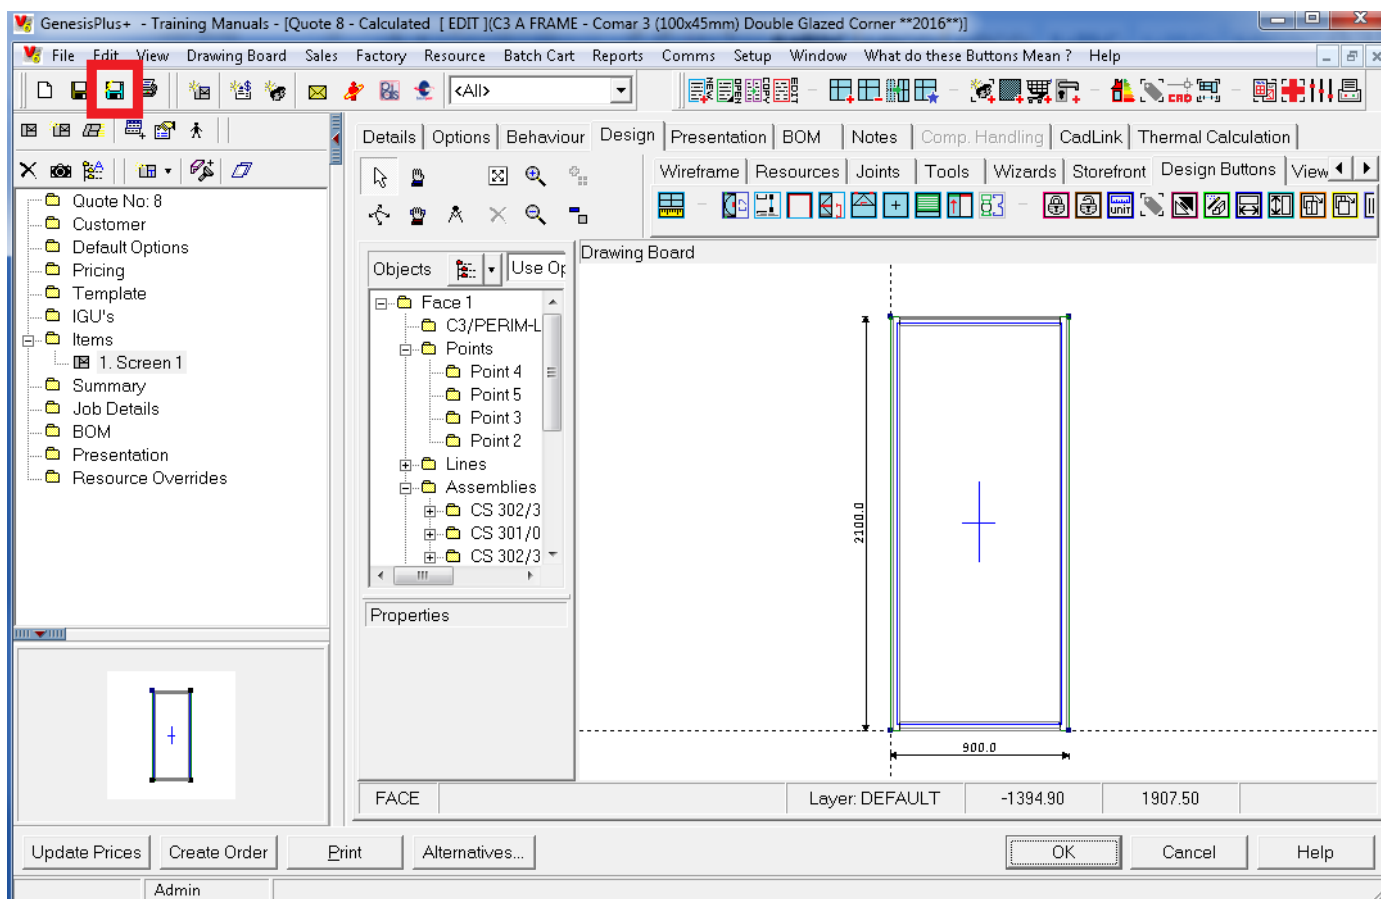 GenesisPlus+ - Training Manuals - [Quote 8 - Calculated [ EDIT ](C3 A FRAME - Comar 3 (100x45mm) Double Glazed Corner **2016**)]
File Edit View Drawing Board Sales Factory Resource Batch Cart Reports Comms Setup Window What do these Buttons Mean ? Help
<All>
CAD
Details Options Behaviour Design Presentation BOM Notes Comp. Handling CadLink Thermal Calculation
Wireframe Resources Joints Tools Wizards Storefront Design Buttons View
UNIT
Quote No: 8
Customer
Default Options
Pricing
Template
IGU's
Items
1. Screen 1
Summary
Job Details
BOM
Presentation
Resource Overrides
Objects Use Op
Face 1
C3/PERIM-L
Points
Point 4
Point 5
Point 3
Point 2
Lines
Assemblies
CS 302/3
CS 301/0
CS 302/3
Properties
Drawing Board
2100.0
900.0
FACE Layer: DEFAULT -1394.90 1907.50
Update Prices Create Order Print Alternatives... OK Cancel Help
Admin